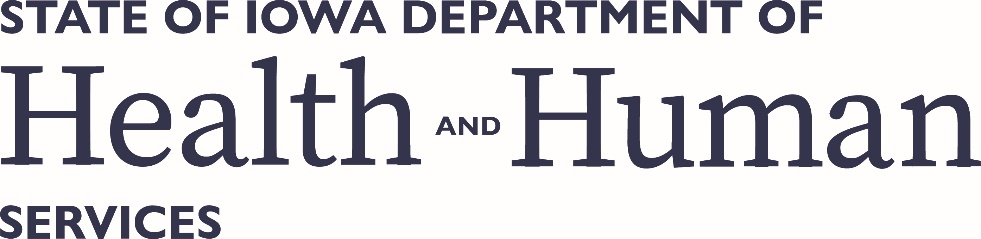 STATE OF IOWA DEPARTMENT OF
Health AND Human
SERVICES